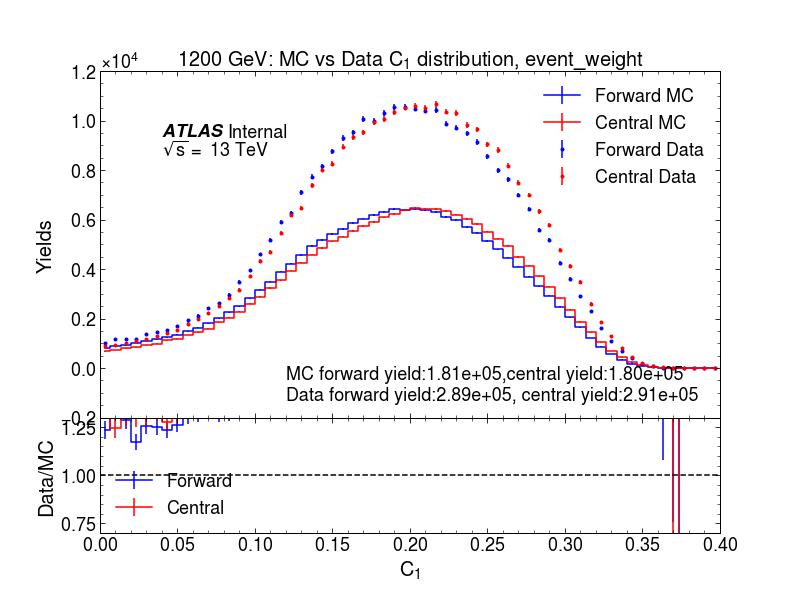 ×10⁴
1200 GeV: MC vs Data C₁ distribution, event_weight
1.2
1.0
0.8
0.6
0.4
0.2
0.0
0.2
Yields
ATLAS Internal
√s = 13 TeV
Forward MC
Central MC
Forward Data
Central Data
MC forward yield:1.81e+05,central yield:1.80e+05
Data forward yield:2.89e+05, central yield:2.91e+05
1.25
1.00
0.75
Data/MC
Forward
Central
0.00 0.05 0.10 0.15 0.20 0.25 0.30 0.35 0.40
C₁